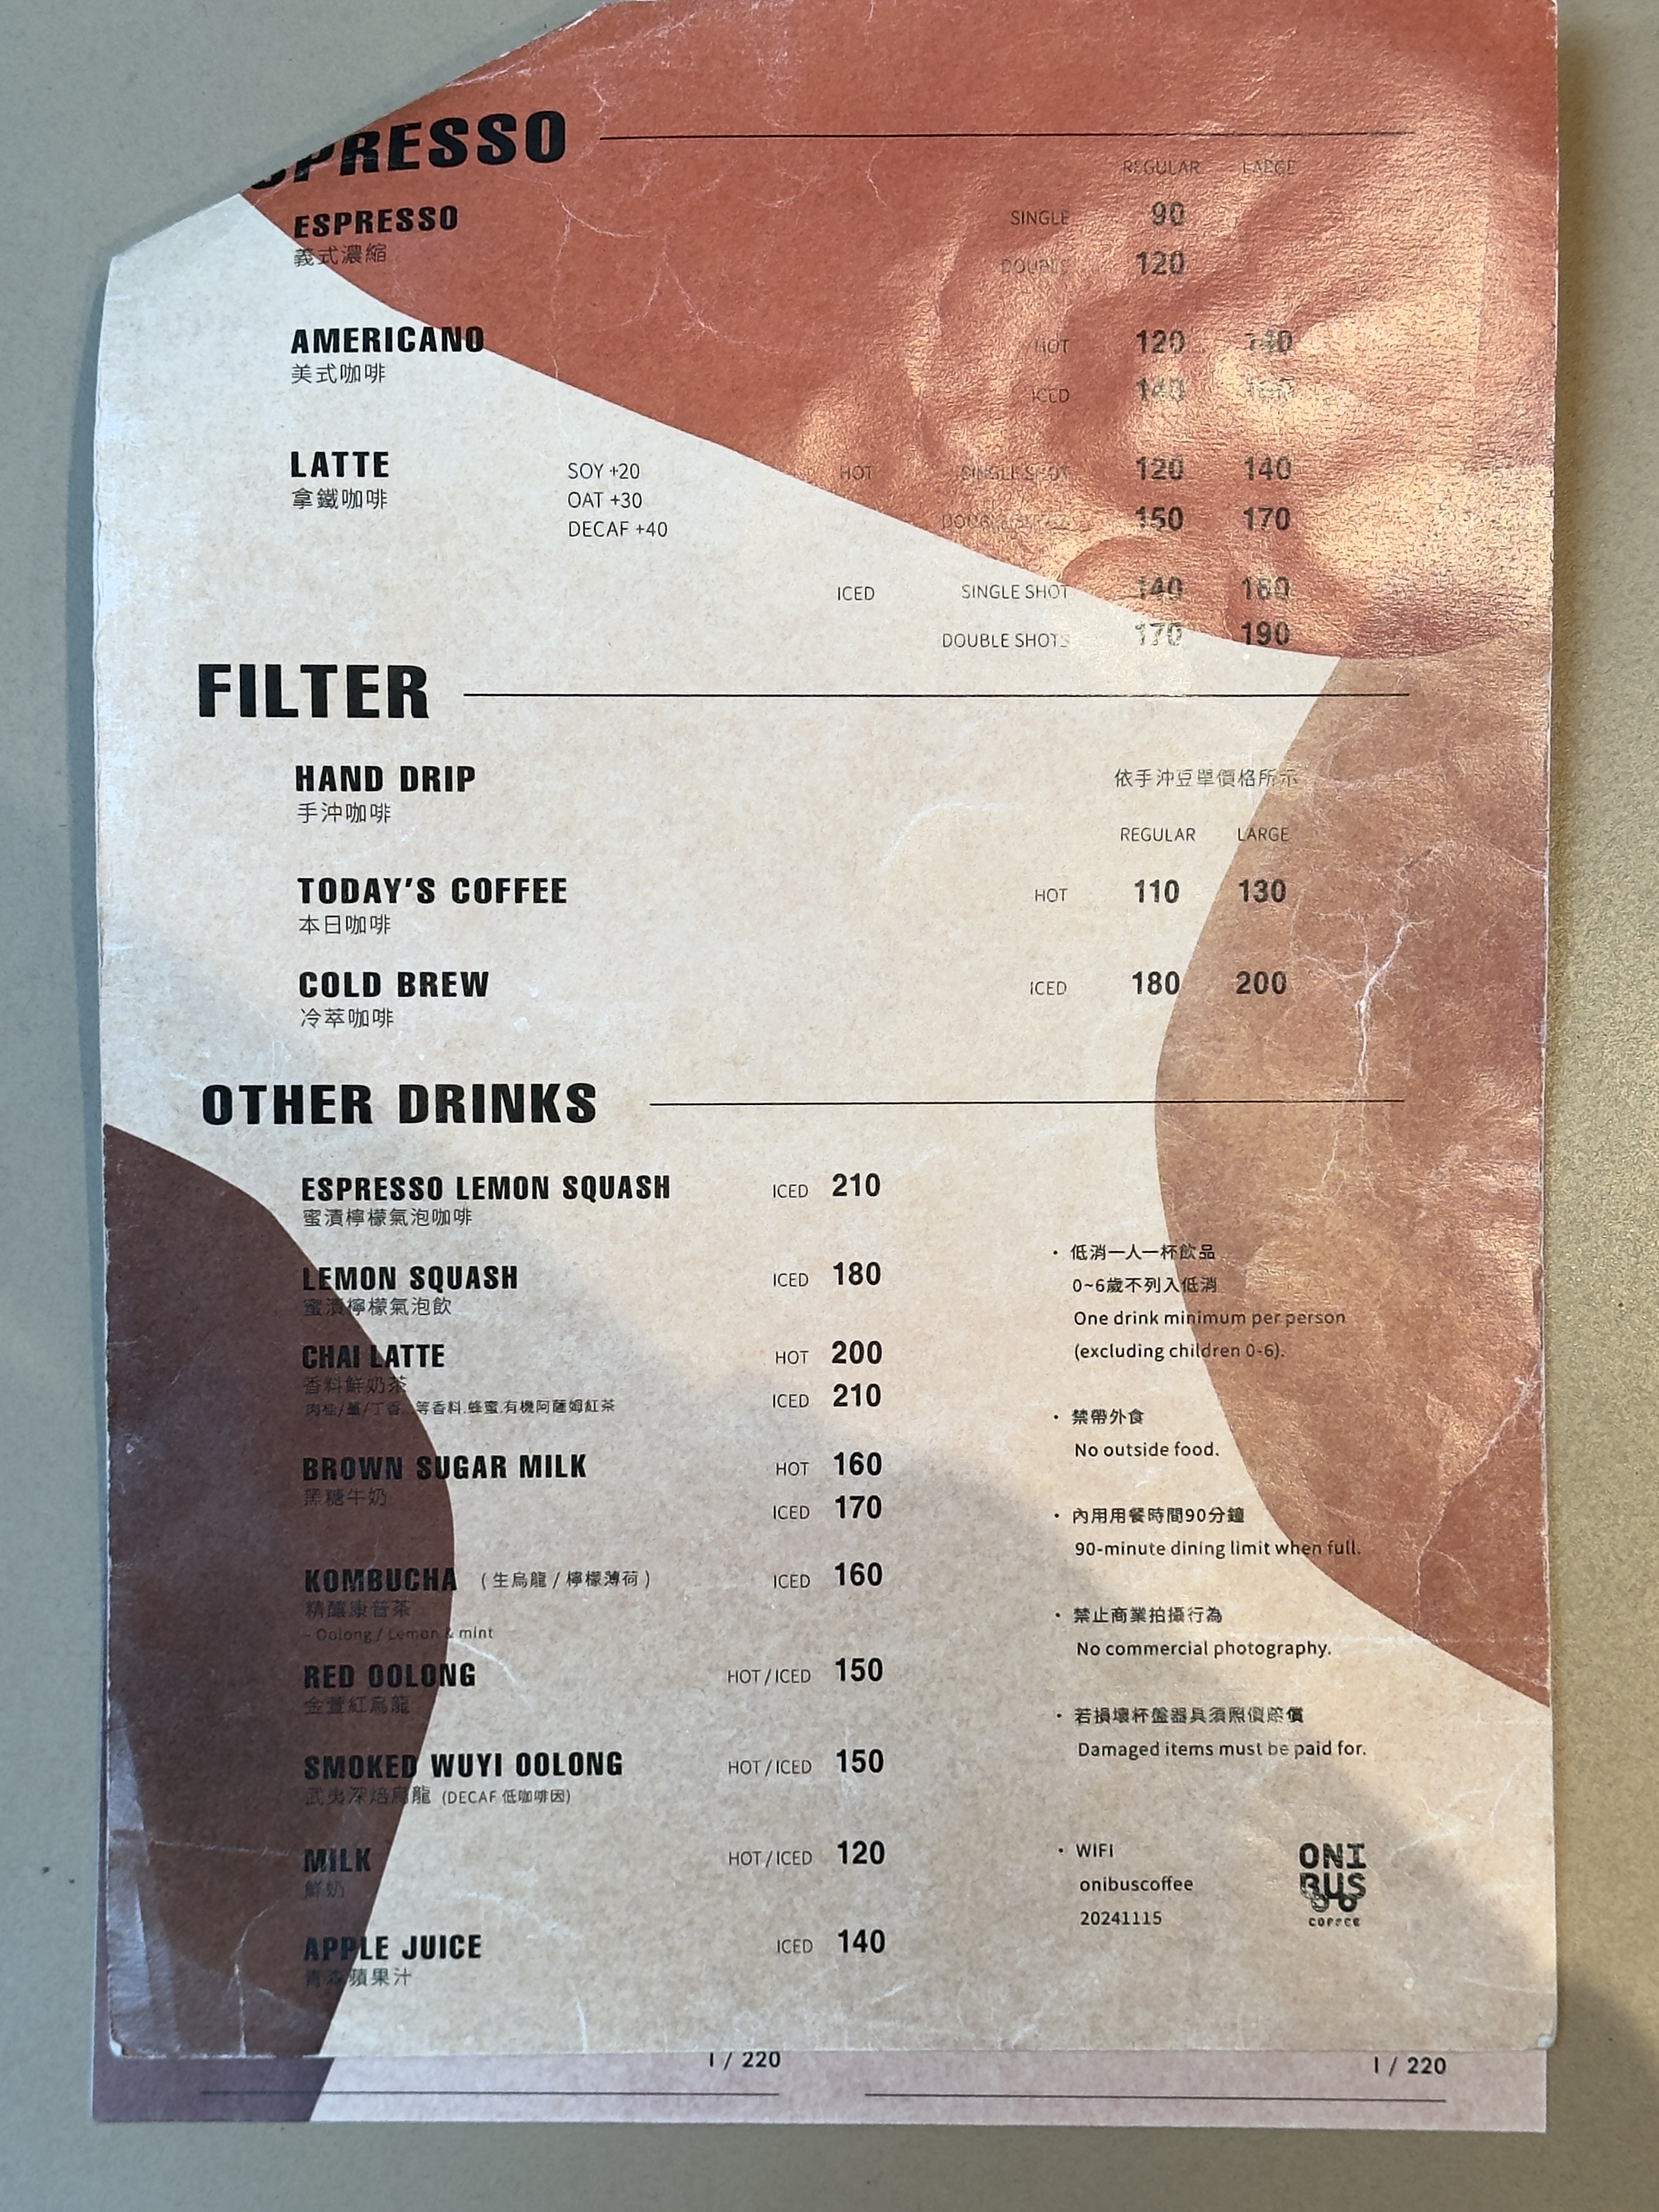 ESPRESSO
REGULAR LARGE
ESPRESSO SINGLE 90
義式濃縮
DOUBLE 120
AMERICANO HOT 120 140
美式咖啡
ICED 140 160
LATTE SOY +20 HOT SINGLE SHOT 120 140
拿鐵咖啡 OAT +30
DECAF +40 DOUBLE SHOTS 150 170
ICED SINGLE SHOT 140 160
DOUBLE SHOTS 170 190
FILTER
HAND DRIP 依手沖豆單價格所示
手沖咖啡
REGULAR LARGE
TODAY'S COFFEE HOT 110 130
本日咖啡
COLD BREW ICED 180 200
冷萃咖啡
OTHER DRINKS
ESPRESSO LEMON SQUASH ICED 210
蜜漬檸檬氣泡咖啡
LEMON SQUASH ICED 180
蜜漬檸檬氣泡飲
CHAI LATTE HOT 200
香料鮮奶茶
ICED 210
肉桂/薑/丁香...等香料.蜂蜜.有機阿薩姆紅茶
BROWN SUGAR MILK HOT 160
黑糖牛奶
ICED 170
KOMBUCHA (生烏龍 / 檸檬薄荷) ICED 160
精釀康普茶
- Oolong / Lemon & mint
RED OOLONG HOT / ICED 150
金萱紅烏龍
SMOKED WUYI OOLONG HOT / ICED 150
武夷深焙烏龍 (DECAF 低咖啡因)
MILK HOT / ICED 120
鮮奶
APPLE JUICE ICED 140
青森蘋果汁
• 低消一人一杯飲品
0~6歲不列入低消
One drink minimum per person
(excluding children 0-6).
• 禁帶外食
No outside food.
• 內用用餐時間90分鐘
90-minute dining limit when full.
• 禁止商業拍攝行為
No commercial photography.
• 若損壞杯盤器具須照價賠償
Damaged items must be paid for.
• WIFI
onibuscoffee
20241115
ONI
BUS
COFFEE
I / 220
I / 220